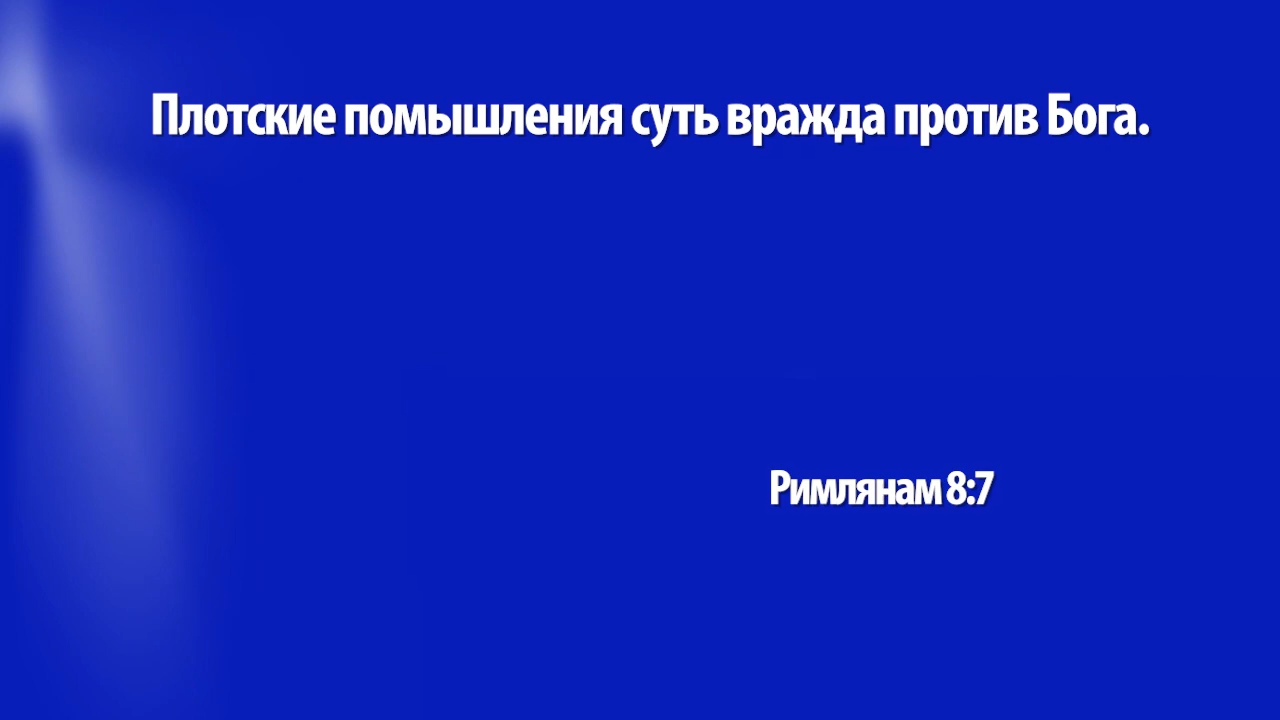 Плотские помышления суть вражда против Бога.
Римлянам 8:7